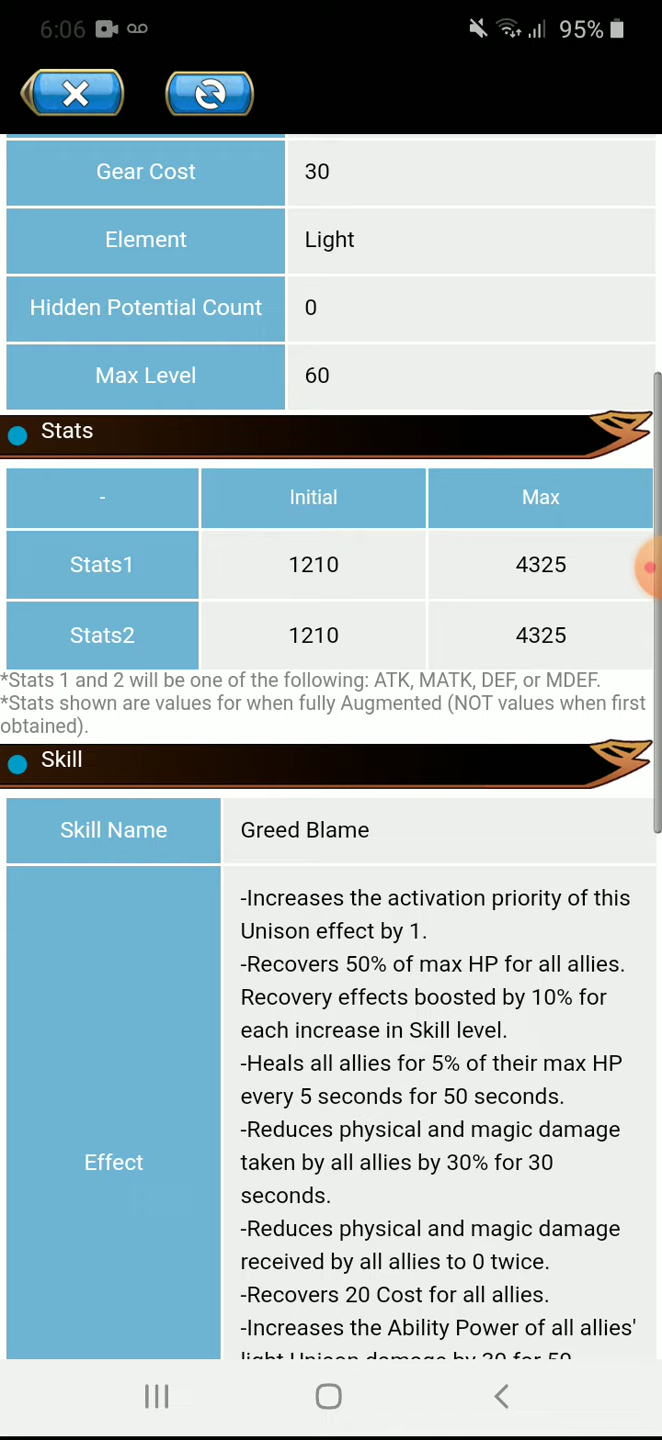 6:06
95%
Gear Cost 30
Element Light
Hidden Potential Count 0
Max Level 60
Stats
- Initial Max
Stats1 1210 4325
Stats2 1210 4325
*Stats 1 and 2 will be one of the following: ATK, MATK, DEF, or MDEF.
*Stats shown are values for when fully Augmented (NOT values when first
obtained).
Skill
Skill Name Greed Blame
Effect
-Increases the activation priority of this
Unison effect by 1.
-Recovers 50% of max HP for all allies.
Recovery effects boosted by 10% for
each increase in Skill level.
-Heals all allies for 5% of their max HP
every 5 seconds for 50 seconds.
-Reduces physical and magic damage
taken by all allies by 30% for 30
seconds.
-Reduces physical and magic damage
received by all allies to 0 twice.
-Recovers 20 Cost for all allies.
-Increases the Ability Power of all allies'
light Unison damage by